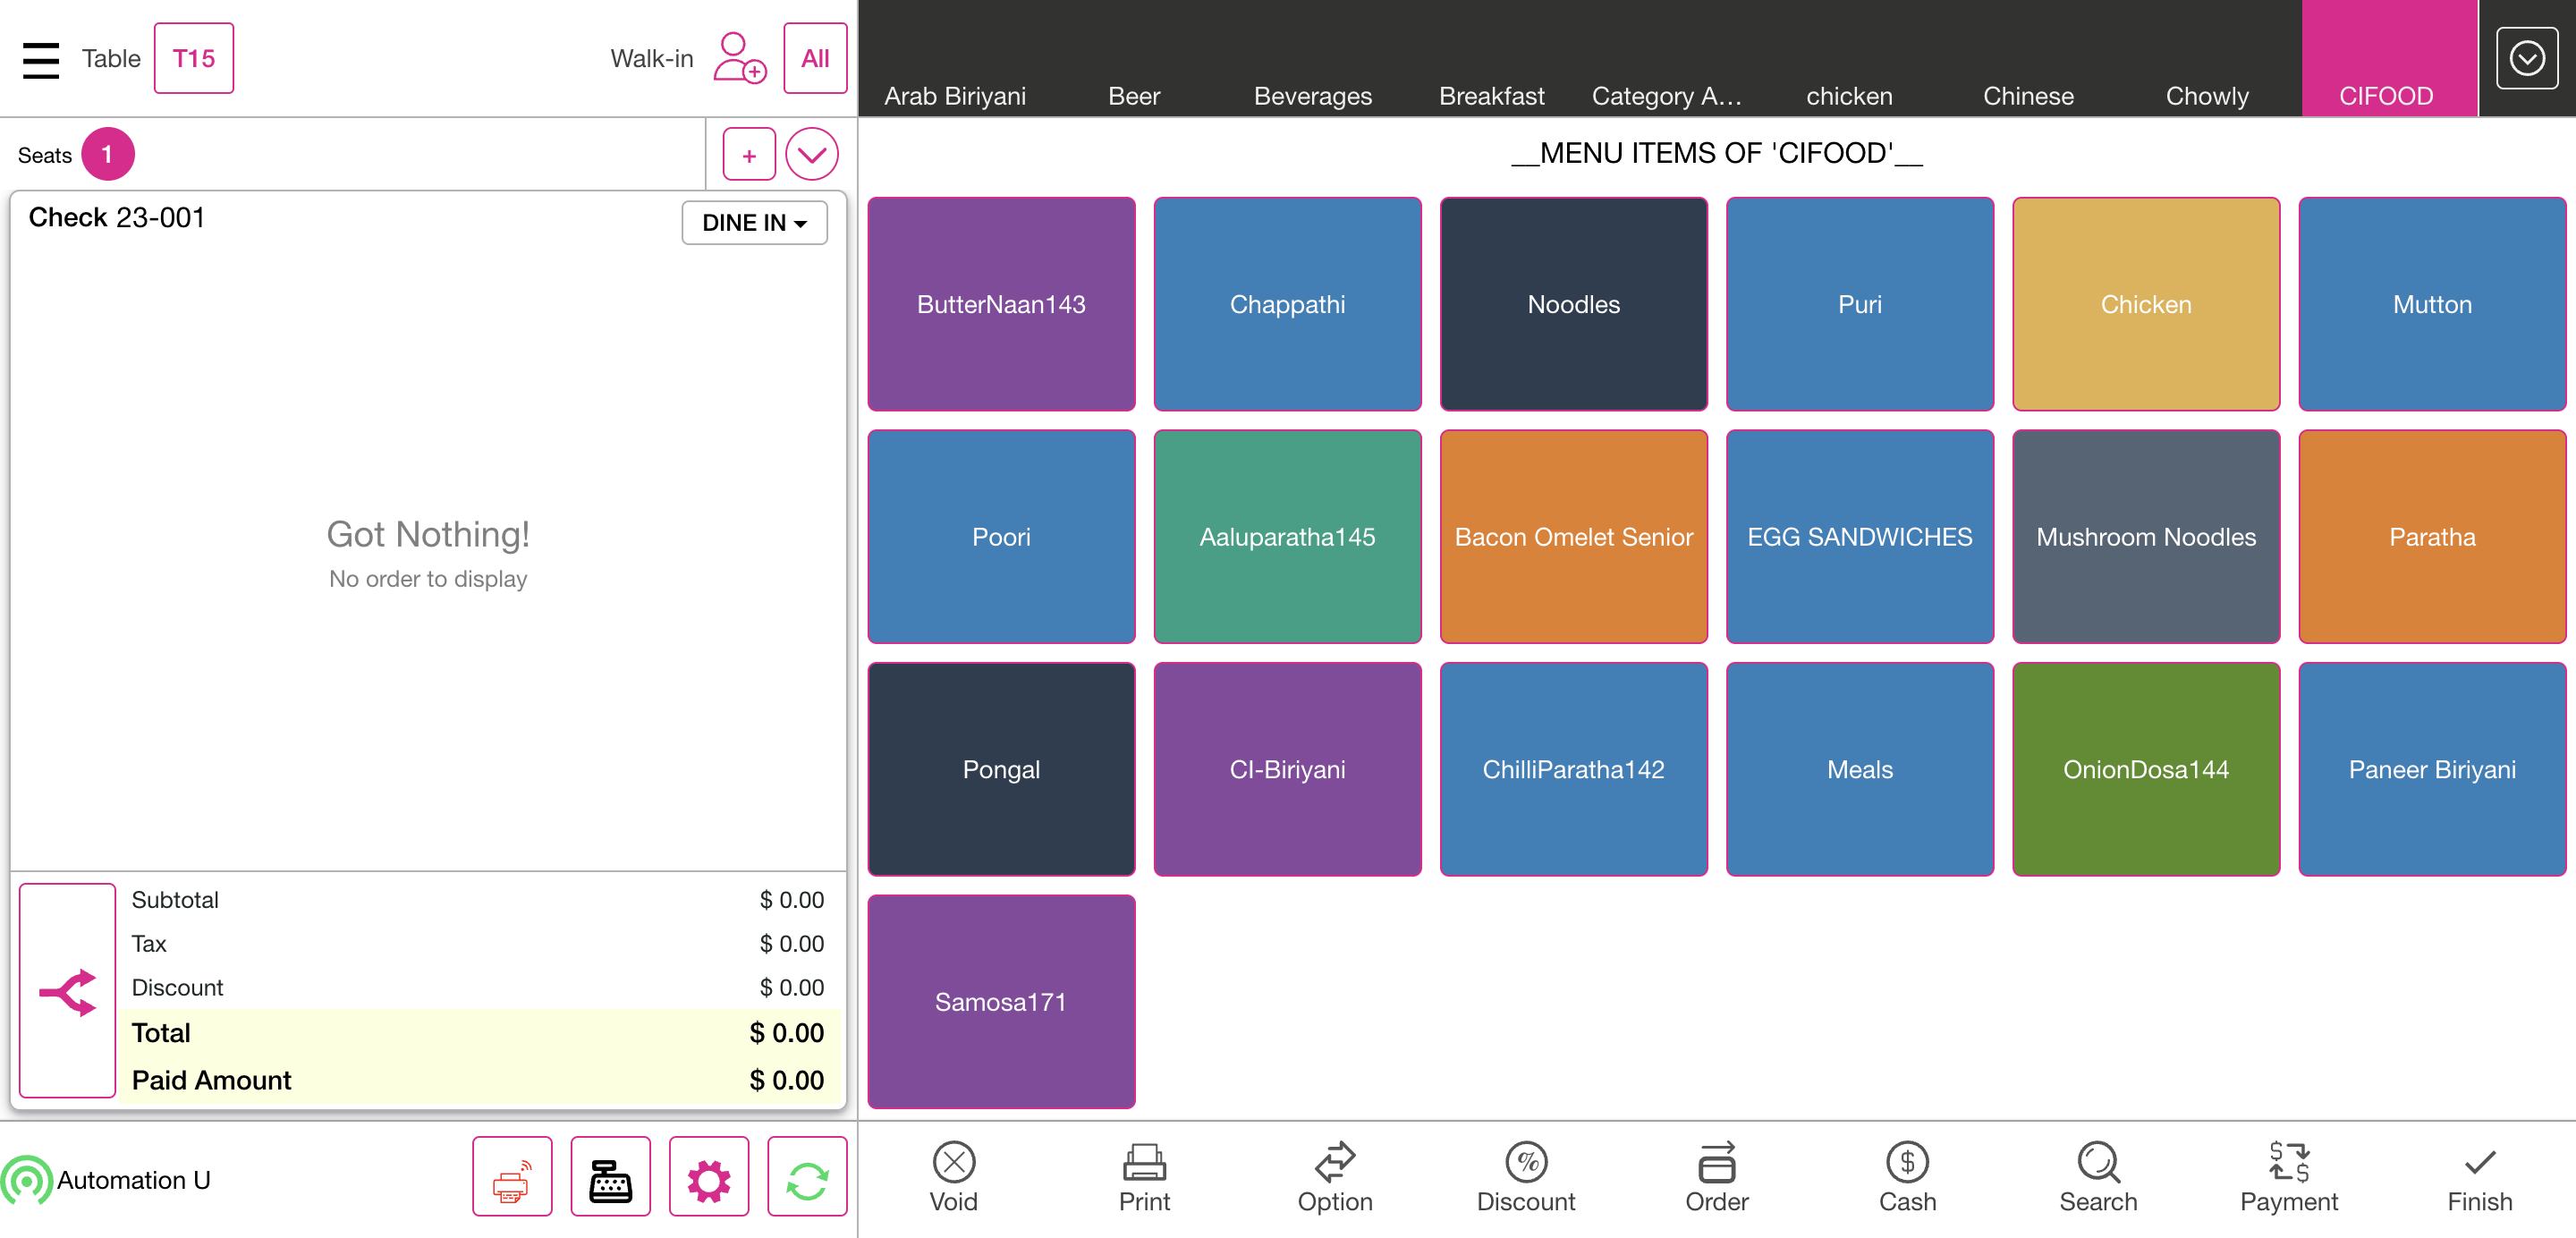 Table T15 Walk-in All
Arab Biriyani Beer Beverages Breakfast Category A... chicken Chinese Chowly CIFOOD
Seats 1 +
__MENU ITEMS OF 'CIFOOD'__
Check 23-001 DINE IN
Got Nothing!
No order to display
ButterNaan143 Chappathi Noodles Puri Chicken Mutton
Poori Aaluparatha145 Bacon Omelet Senior EGG SANDWICHES Mushroom Noodles Paratha
Pongal CI-Biriyani ChilliParatha142 Meals OnionDosa144 Paneer Biriyani
Samosa171
Subtotal $ 0.00
Tax $ 0.00
Discount $ 0.00
Total $ 0.00
Paid Amount $ 0.00
Automation U
Void Print Option Discount Order Cash Search Payment Finish